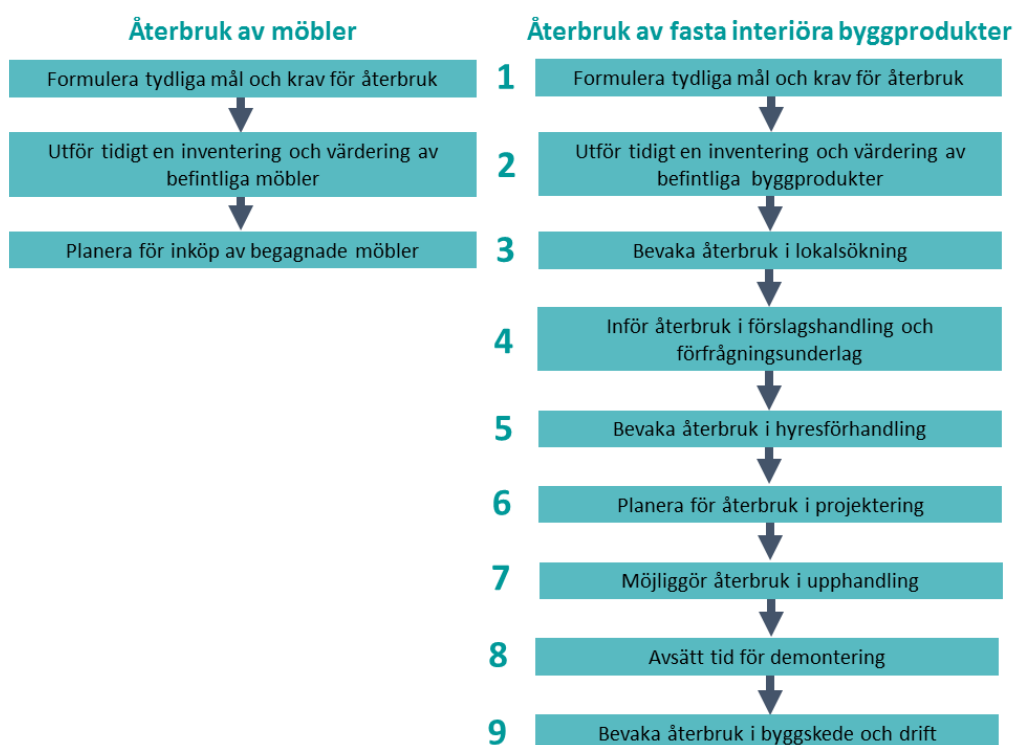 Återbruk av möbler
Återbruk av fasta interiöra byggprodukter
Formulera tydliga mål och krav för återbruk
1
Formulera tydliga mål och krav för återbruk
Utför tidigt en inventering och värdering av
befintliga möbler
2
Utför tidigt en inventering och värdering av
befintliga byggprodukter
Planera för inköp av begagnade möbler
3
Bevaka återbruk i lokalsökning
4
Inför återbruk i förslagshandling och
förfrågningsunderlag
5
Bevaka återbruk i hyresförhandling
6
Planera för återbruk i projektering
7
Möjliggör återbruk i upphandling
8
Avsätt tid för demontering
9
Bevaka återbruk i byggskede och drift